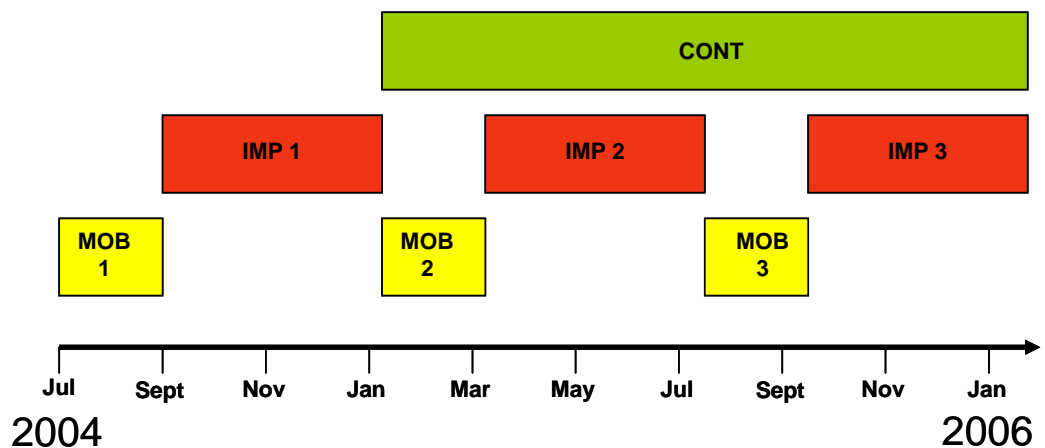 CONT
IMP 1
IMP 2
IMP 3
MOB
1
MOB
2
MOB
3
Jul
Sept
Nov
Jan
Mar
May
Jul
Sept
Nov
Jan
2004
2006